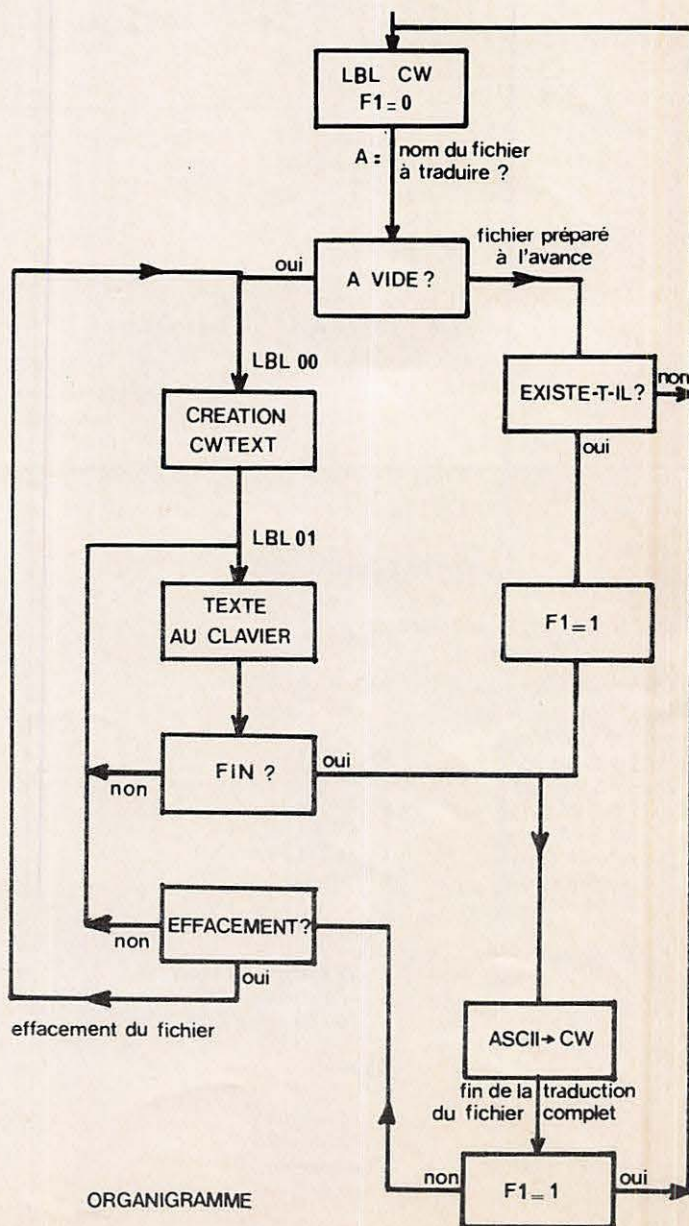 LBL CW
F1=0
A :
nom du fichier
à traduire ?
oui
A VIDE ?
fichier préparé
à l'avance
LBL 00
EXISTE-T-IL?
non
oui
CREATION
CWTEXT
LBL 01
TEXTE
AU CLAVIER
F1=1
FIN ?
oui
non
EFFACEMENT?
non
oui
effacement du fichier
ASCII→CW
fin de la traduction
du fichier complet
non
F1=1
oui
ORGANIGRAMME